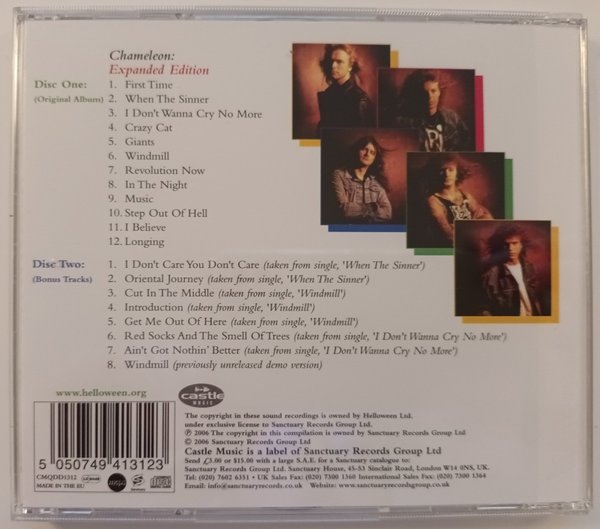 Chameleon:
Expanded Edition
Disc One:
(Original Album)
1. First Time
2. When The Sinner
3. I Don't Wanna Cry No More
4. Crazy Cat
5. Giants
6. Windmill
7. Revolution Now
8. In The Night
9. Music
10. Step Out Of Hell
11. I Believe
12. Longing
Disc Two:
(Bonus Tracks)
1. I Don't Care You Don't Care (taken from single, 'When The Sinner')
2. Oriental Journey (taken from single, 'When The Sinner')
3. Cut In The Middle (taken from single, 'Windmill')
4. Introduction (taken from single, 'Windmill')
5. Get Me Out Of Here (taken from single, 'Windmill')
6. Red Socks And The Smell Of Trees (taken from single, 'I Don't Wanna Cry No More')
7. Ain't Got Nothin' Better (taken from single, 'I Don't Wanna Cry No More')
8. Windmill (previously unreleased demo version)
www.helloween.org
castle
MUSIC
The copyright in these sound recordings is owned by Helloween Ltd.
under exclusive license to Sanctuary Records Group Ltd.
℗ 2006 The copyright in this compilation is owned by Sanctuary Records Group Ltd
© 2006 Sanctuary Records Group Ltd
Castle Music is a label of Sanctuary Records Group Ltd
Send £3.00 or $15.00 with a large S.A.E. for a Sanctuary catalogue to:
Sanctuary Records Group Ltd. Sanctuary House, 45-53 Sinclair Road, London W14 0NS, UK.
Tel: (020) 7602 6351 • UK Sales Fax: (020) 7300 1360 International Sales Fax: (020) 7300 1364
Email: info@sanctuaryrecords.co.uk Website: www.sanctuaryrecordsgroup.co.uk
5 050749 413123
CMQDD1312
MADE IN THE EU